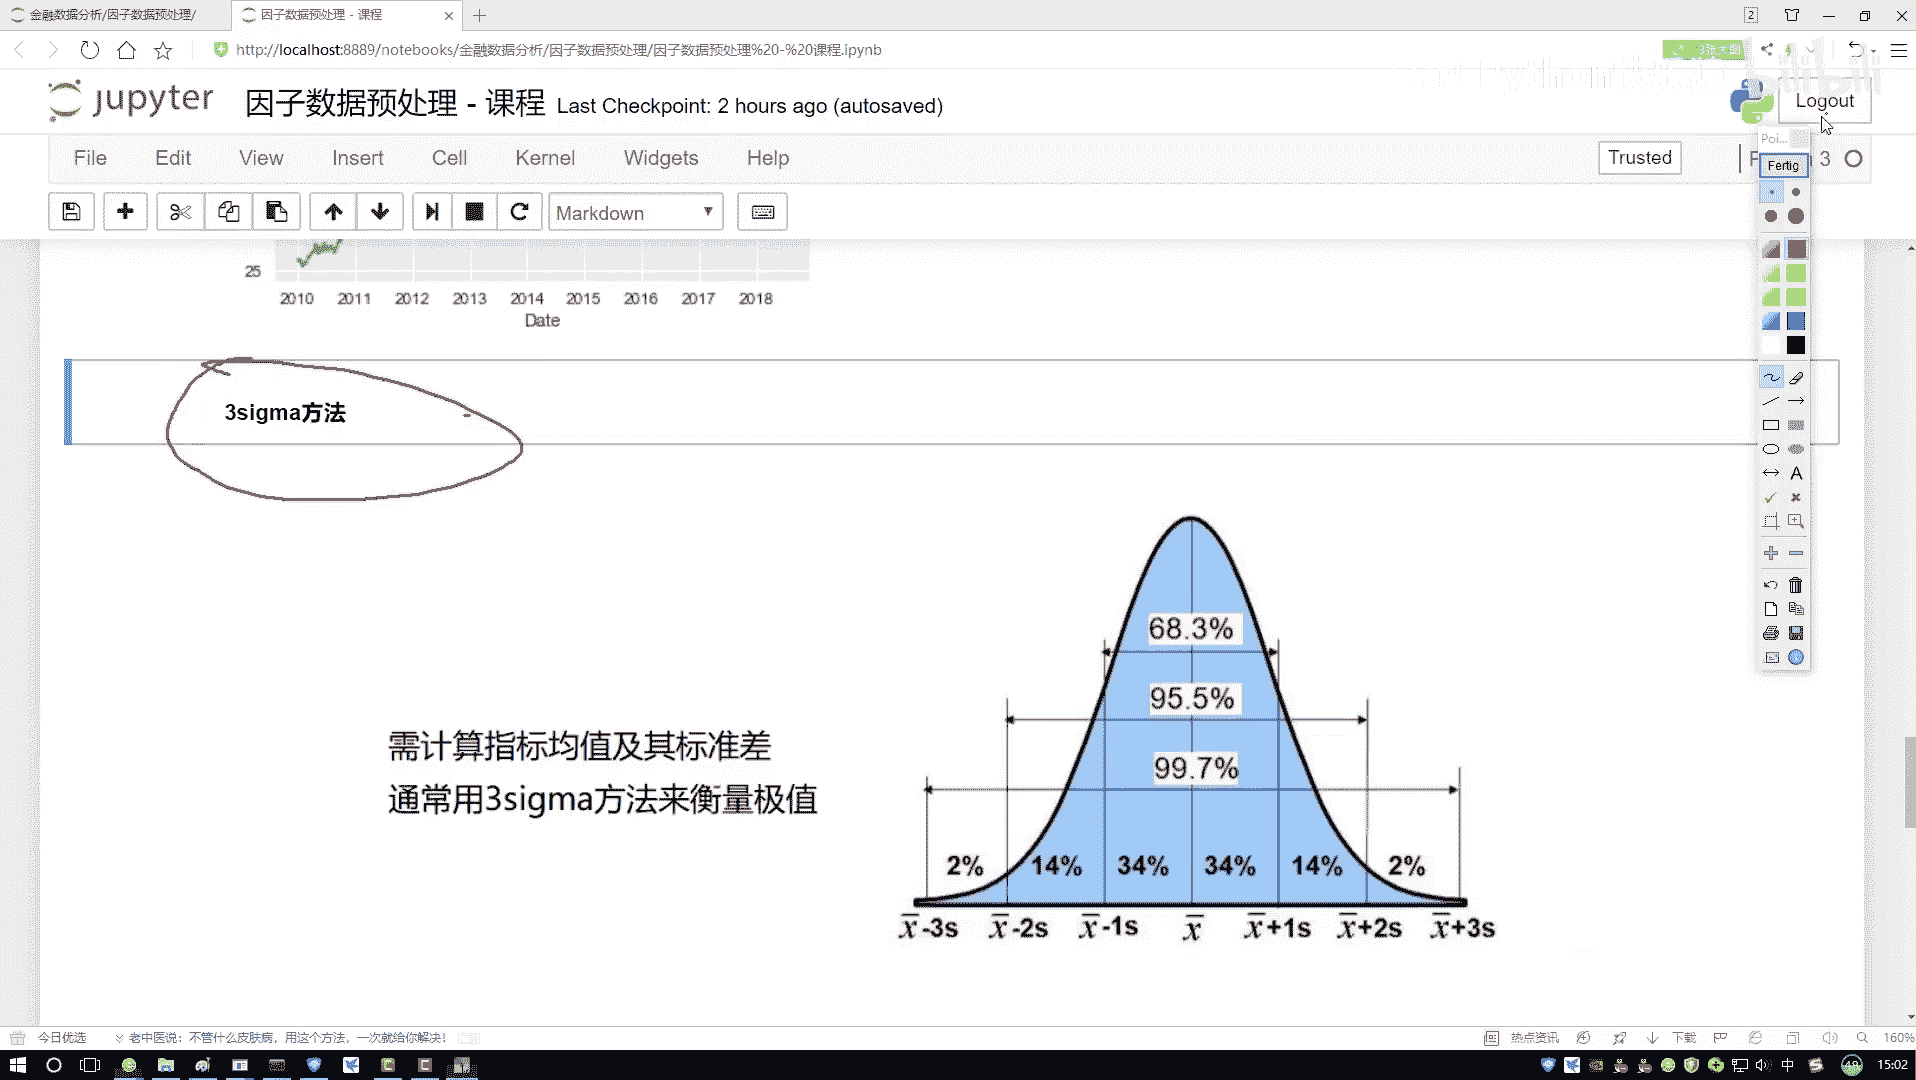 金融数据分析/因子数据预处理/
因子数据预处理 - 课程
2
http://localhost:8889/notebooks/金融数据分析/因子数据预处理/因子数据预处理%20-%20课程.ipynb
3张大图
bilibili
jupyter
因子数据预处理 - 课程
Last Checkpoint: 2 hours ago (autosaved)
Logout
Poi...
File Edit View Insert Cell Kernel Widgets Help
Trusted
3
Fertig
Markdown
25
2010 2011 2012 2013 2014 2015 2016 2017 2018
Date
3sigma方法
68.3%
95.5%
99.7%
需计算指标均值及其标准差
通常用3sigma方法来衡量极值
2% 14% 34% 34% 14% 2%
x̄-3s x̄-2s x̄-1s x̄ x̄+1s x̄+2s x̄+3s
今日优选
老中医说：不管什么皮肤病，用这个方法，一次就给你解决！
热点资讯
下载
160%
中
49
15:02